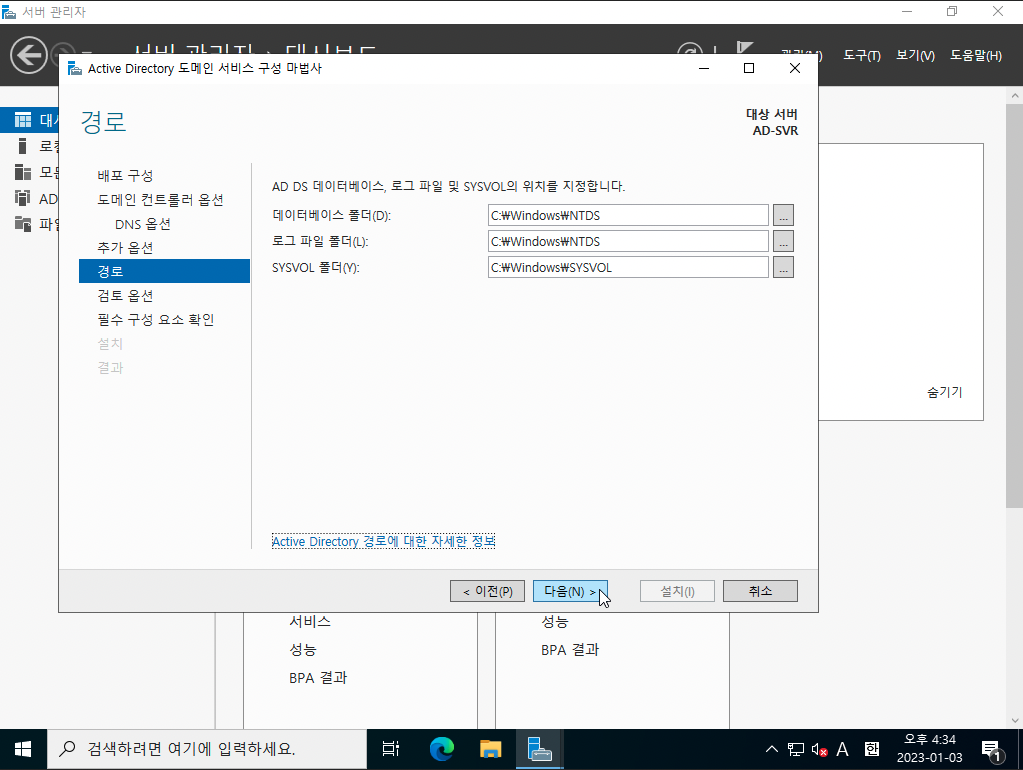 서버 관리자
서버 관리자 · 대시보드
관리(M) 도구(T) 보기(V) 도움말(H)
Active Directory 도메인 서비스 구성 마법사
경로
대상 서버
AD-SVR
배포 구성
도메인 컨트롤러 옵션
DNS 옵션
추가 옵션
경로
검토 옵션
필수 구성 요소 확인
설치
결과
AD DS 데이터베이스, 로그 파일 및 SYSVOL의 위치를 지정합니다.
데이터베이스 폴더(D): C:₩Windows₩NTDS ...
로그 파일 폴더(L): C:₩Windows₩NTDS ...
SYSVOL 폴더(Y): C:₩Windows₩SYSVOL ...
Active Directory 경로에 대한 자세한 정보
< 이전(P) 다음(N) > 설치(I) 취소
AD
숨기기
서비스
성능
BPA 결과
성능
BPA 결과
검색하려면 여기에 입력하세요.
A 한
오후 4:34
2023-01-03
1